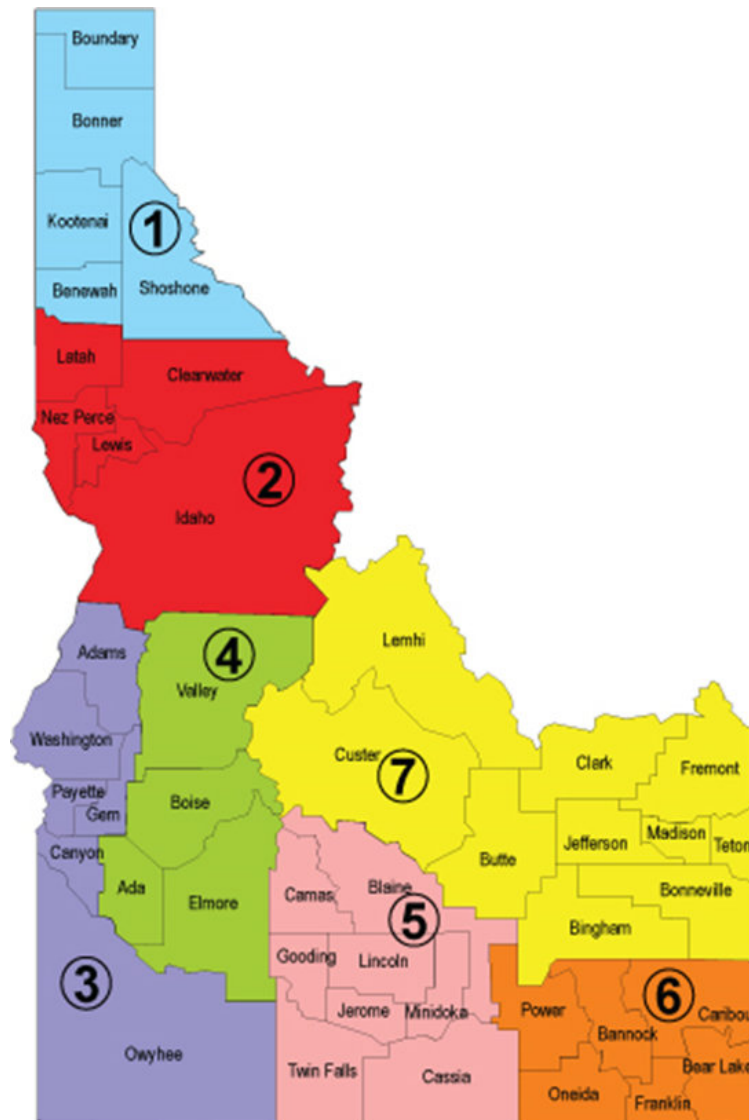 Boundary
Bonner
Kootenai
1
Benewah
Shoshone
Latah
Clearwater
Nez Perce
Lewis
2
Idaho
Lemhi
Adams
4
Valley
Washington
Custer
7
Clark
Fremont
Payette
Gem
Boise
Canyon
Jefferson
Madison
Teton
Butte
Ada
Elmore
Camas
Blaine
5
Bonneville
Bingham
Gooding
Lincoln
3
6
Power
Caribou
Jerome
Minidoka
Bannock
Owyhee
Twin Falls
Cassia
Bear Lake
Oneida
Franklin